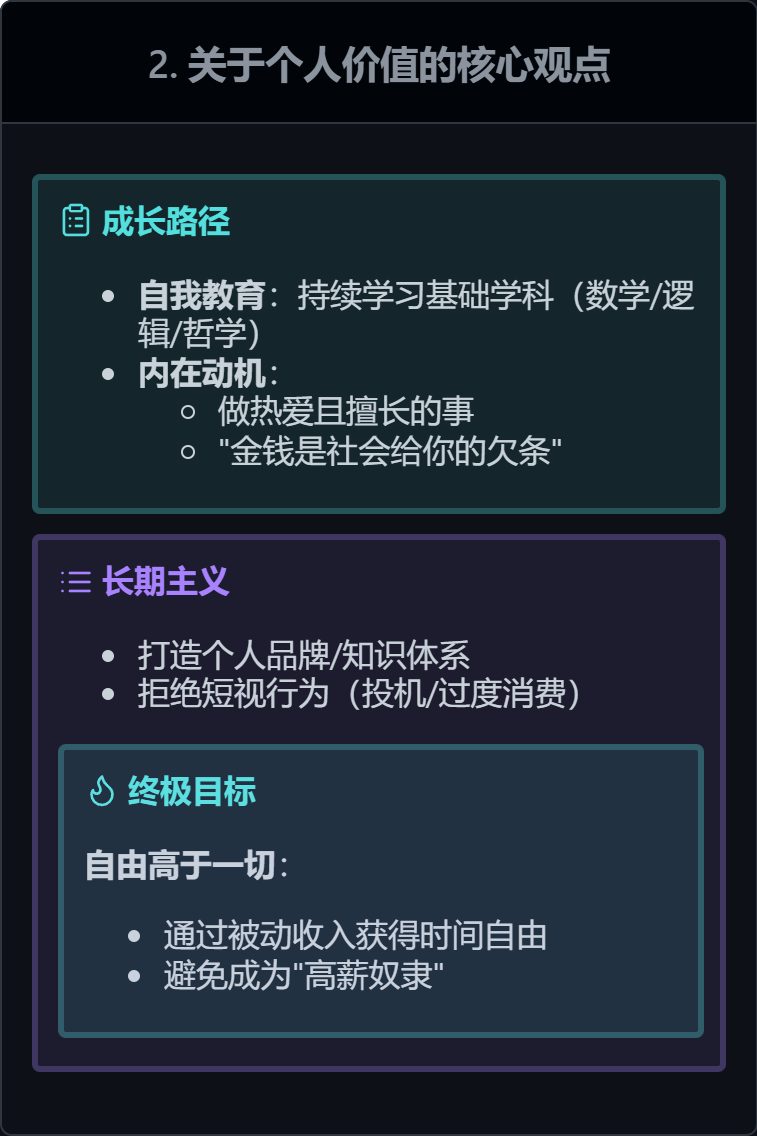 2. 关于个人价值的核心观点
成长路径
自我教育：持续学习基础学科（数学/逻
辑/哲学）
内在动机：
做热爱且擅长的事
"金钱是社会给你的欠条"
长期主义
打造个人品牌/知识体系
拒绝短视行为（投机/过度消费）
终极目标
自由高于一切：
通过被动收入获得时间自由
避免成为"高薪奴隶"